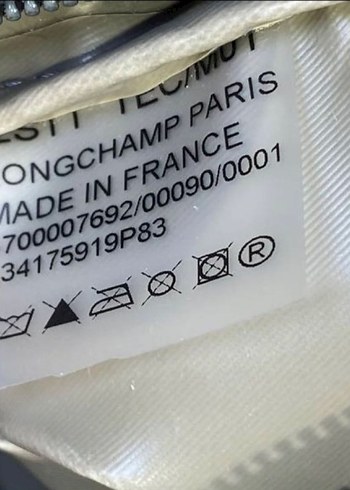 ONGCHAMP PARIS
MADE IN FRANCE
700007692/00090/0001
34175919P83
®